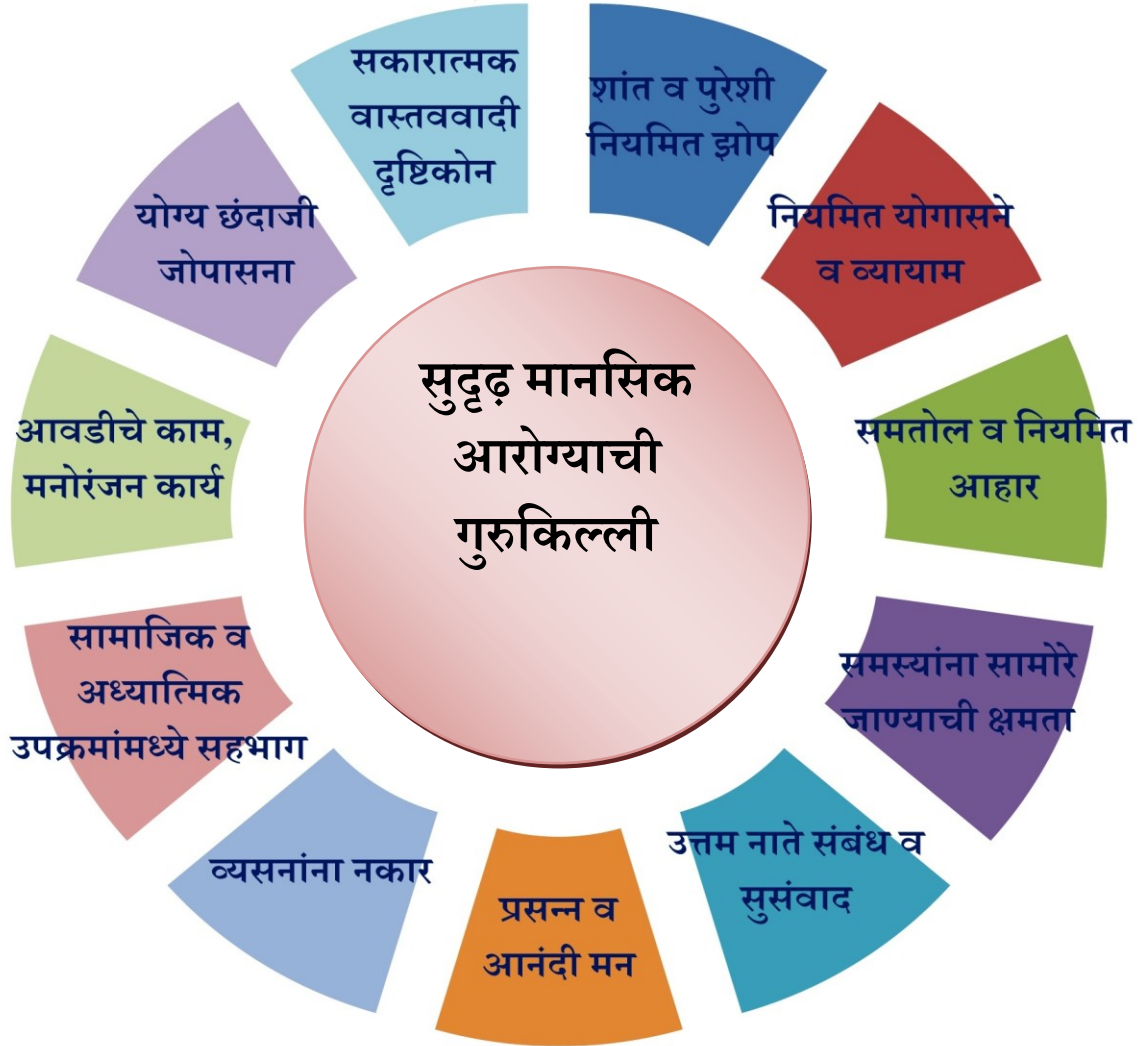 सुदृढ़ मानसिक
आरोग्याची
गुरुकिल्ली
शांत व पुरेशी
नियमित झोप
नियमित योगासने
व व्यायाम
समतोल व नियमित
आहार
समस्यांना सामोरे
जाण्याची क्षमता
उत्तम नाते संबंध व
सुसंवाद
प्रसन्न व
आनंदी मन
व्यसनांना नकार
सामाजिक व
अध्यात्मिक
उपक्रमांमध्ये सहभाग
आवडीचे काम,
मनोरंजन कार्य
योग्य छंदाजी
जोपासना
सकारात्मक
वास्तववादी
दृष्टिकोन